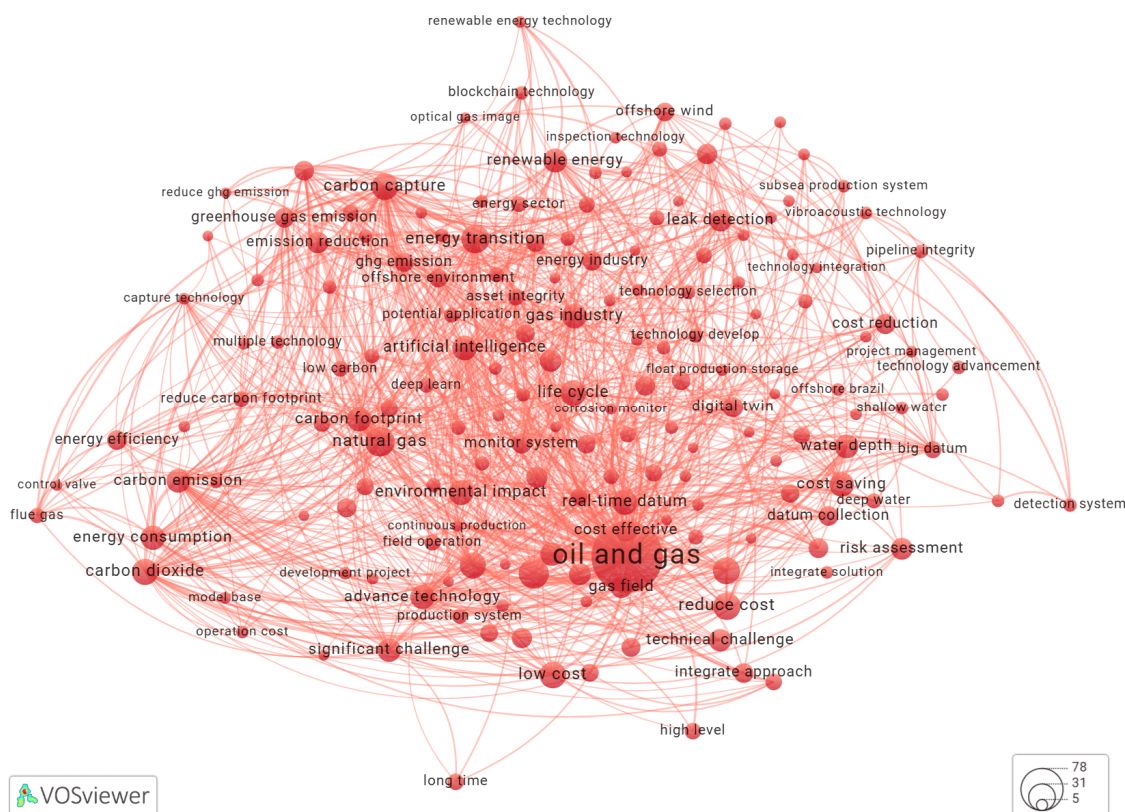 renewable energy technology
blockchain technology
optical gas image
offshore wind
inspection technology
renewable energy
carbon capture
reduce ghg emission
subsea production system
energy sector
greenhouse gas emission
leak detection
vibroacoustic technology
emission reduction
energy transition
pipeline integrity
ghg emission
energy industry
technology integration
offshore environment
capture technology
asset integrity
technology selection
potential application
gas industry
cost reduction
multiple technology
artificial intelligence
technology develop
project management
technology advancement
low carbon
float production storage
deep learn
life cycle
offshore brazil
reduce carbon footprint
corrosion monitor
digital twin
shallow water
carbon footprint
energy efficiency
natural gas
monitor system
water depth
big datum
control valve
carbon emission
cost saving
environmental impact
real-time datum
deep water
detection system
flue gas
datum collection
continuous production
cost effective
energy consumption
field operation
risk assessment
oil and gas
carbon dioxide
development project
integrate solution
gas field
model base
advance technology
reduce cost
production system
operation cost
significant challenge
technical challenge
low cost
integrate approach
high level
long time
VOSviewer
78
31
5